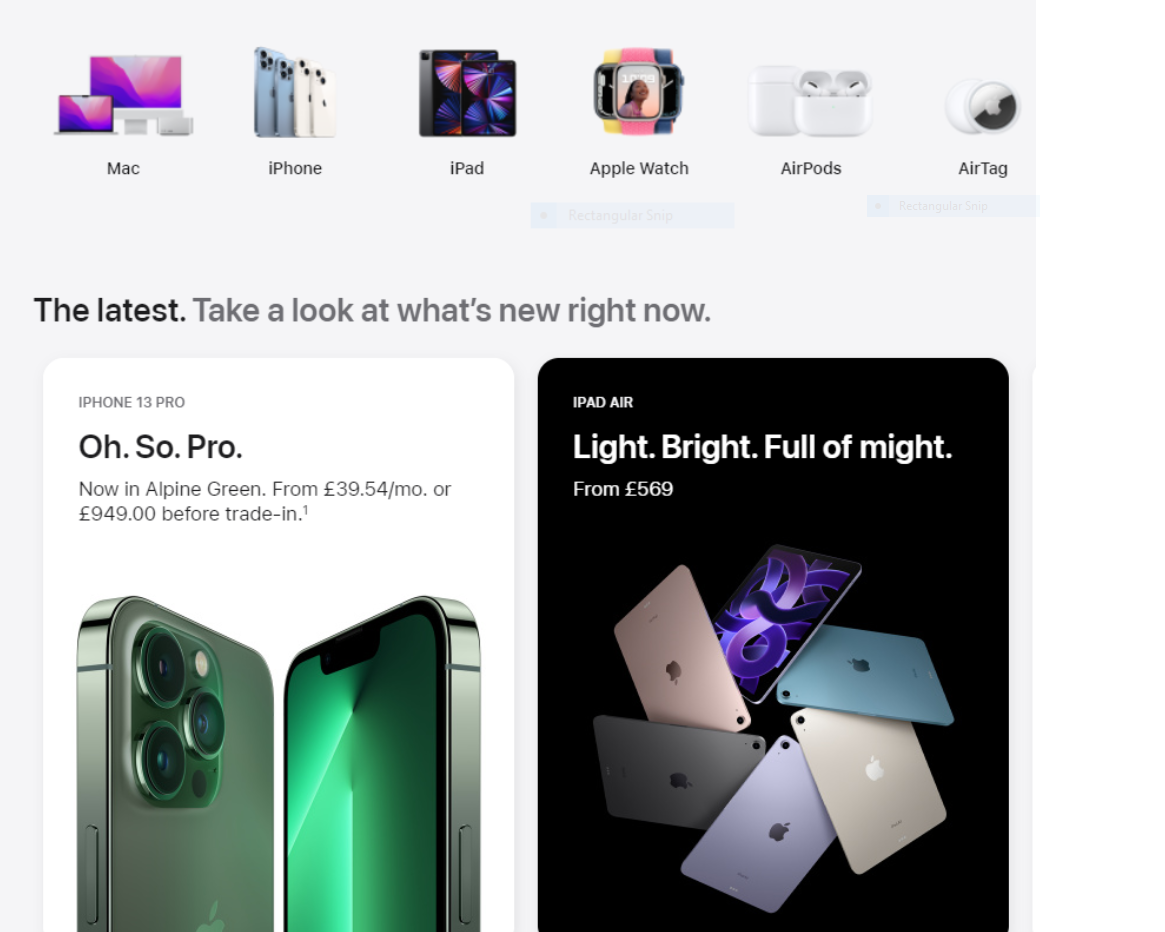 Mac
iPhone
iPad
Apple Watch
AirPods
AirTag
Rectangular Snip
Rectangular Snip
The latest. Take a look at what's new right now.
IPHONE 13 PRO
Oh. So. Pro.
Now in Alpine Green. From £39.54/mo. or
£949.00 before trade-in.¹
IPAD AIR
Light. Bright. Full of might.
From £569